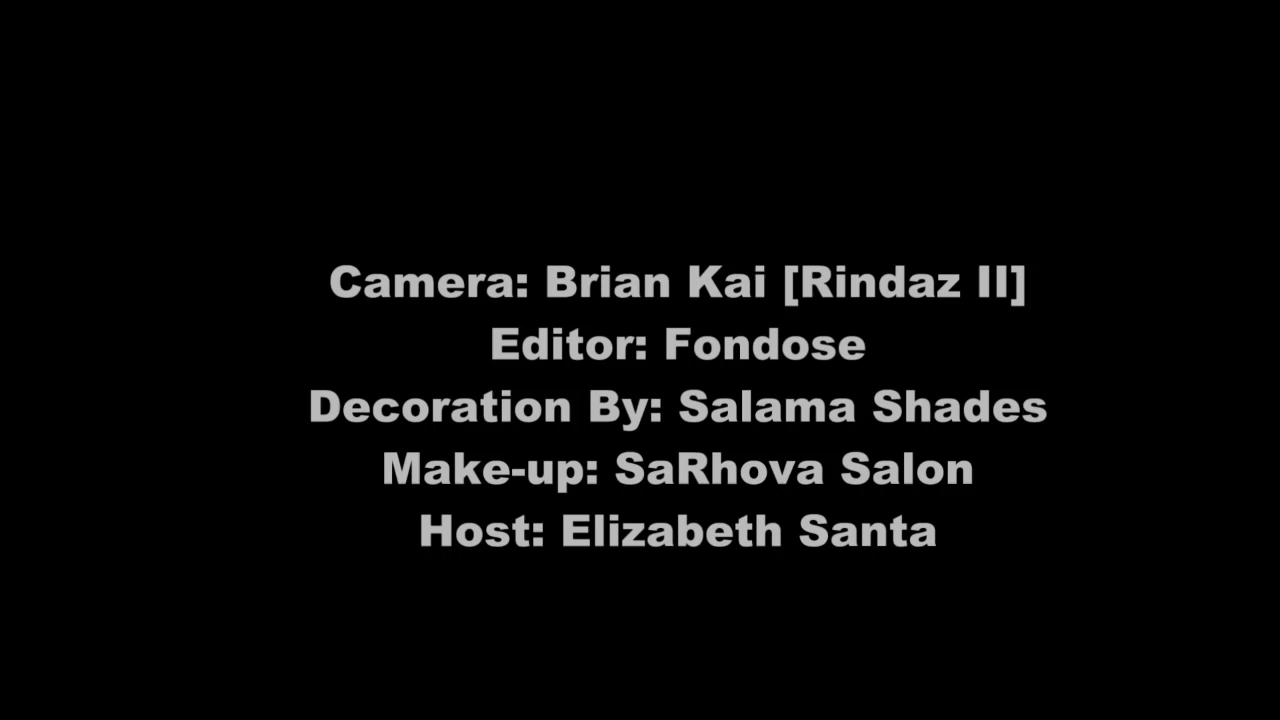 Camera: Brian Kai [Rindaz II]
Editor: Fondose
Decoration By: Salama Shades
Make-up: SaRhova Salon
Host: Elizabeth Santa